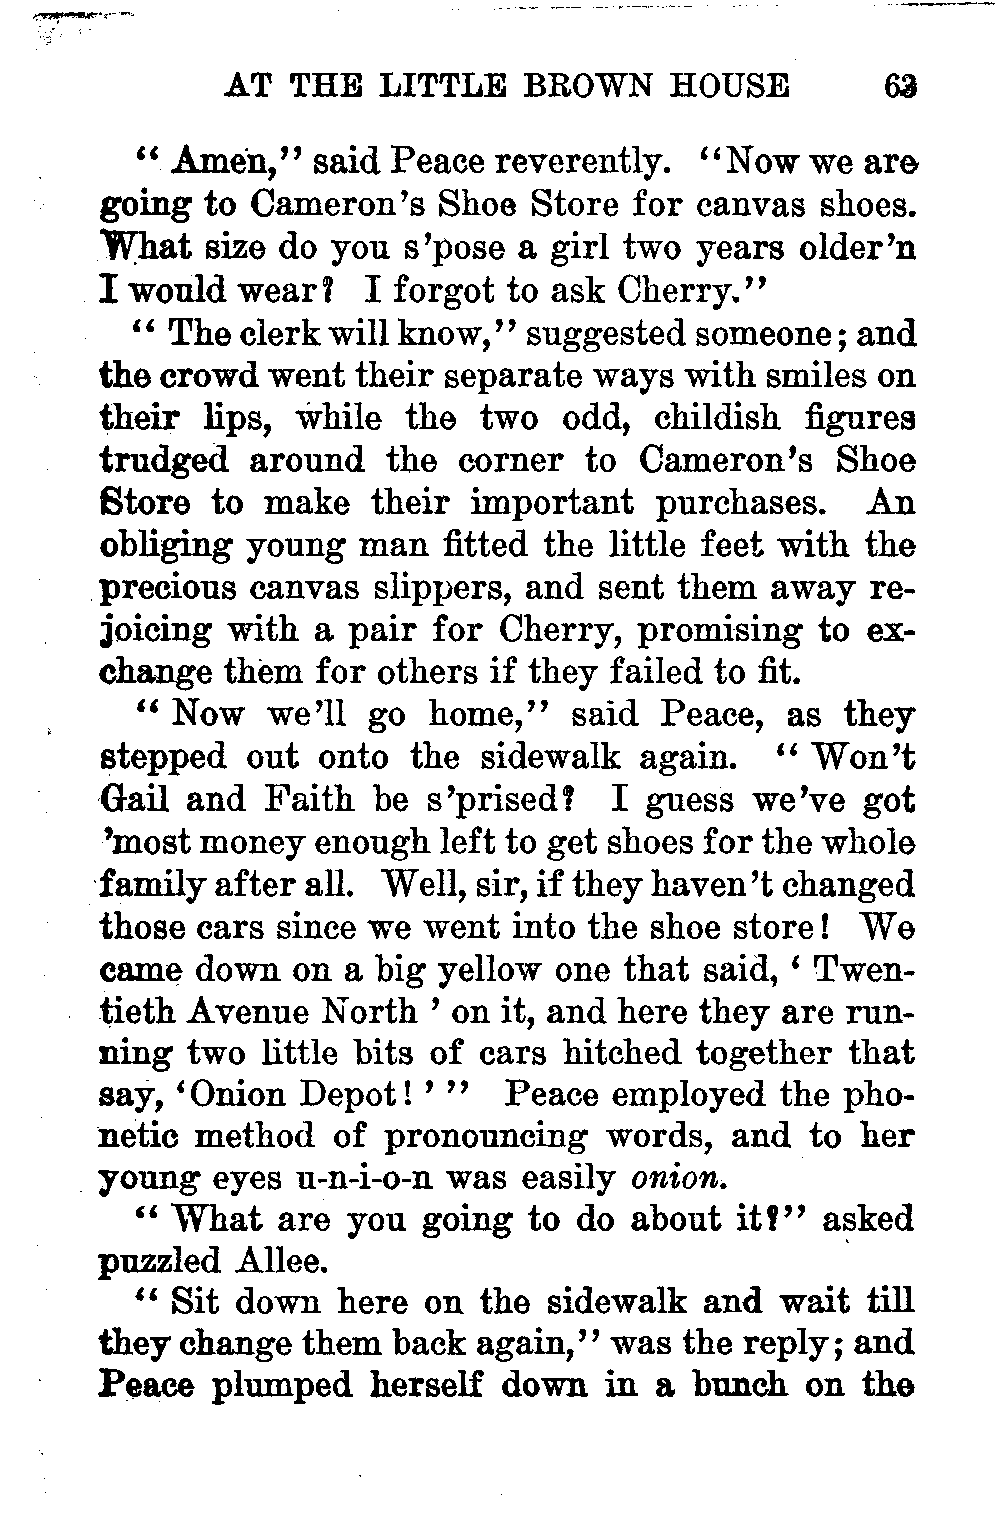 AT THE LITTLE BROWN HOUSE 63
“ Amen,” said Peace reverently. “Now we are
going to Cameron’s Shoe Store for canvas shoes.
What size do you s’pose a girl two years older’n
I would wear? I forgot to ask Cherry.”
“ The clerk will know,” suggested someone; and
the crowd went their separate ways with smiles on
their lips, while the two odd, childish figures
trudged around the corner to Cameron’s Shoe
Store to make their important purchases. An
obliging young man fitted the little feet with the
precious canvas slippers, and sent them away re-
joicing with a pair for Cherry, promising to ex-
change them for others if they failed to fit.
“ Now we’ll go home,” said Peace, as they
stepped out onto the sidewalk again. “ Won’t
Gail and Faith be s’prised? I guess we’ve got
’most money enough left to get shoes for the whole
family after all. Well, sir, if they haven’t changed
those cars since we went into the shoe store! We
came down on a big yellow one that said, ‘ Twen-
tieth Avenue North ’ on it, and here they are run-
ning two little bits of cars hitched together that
say, ‘Onion Depot! ’ ” Peace employed the pho-
netic method of pronouncing words, and to her
young eyes u-n-i-o-n was easily onion.
“ What are you going to do about it?” asked
puzzled Allee.
“ Sit down here on the sidewalk and wait till
they change them back again,” was the reply; and
Peace plumped herself down in a bunch on the